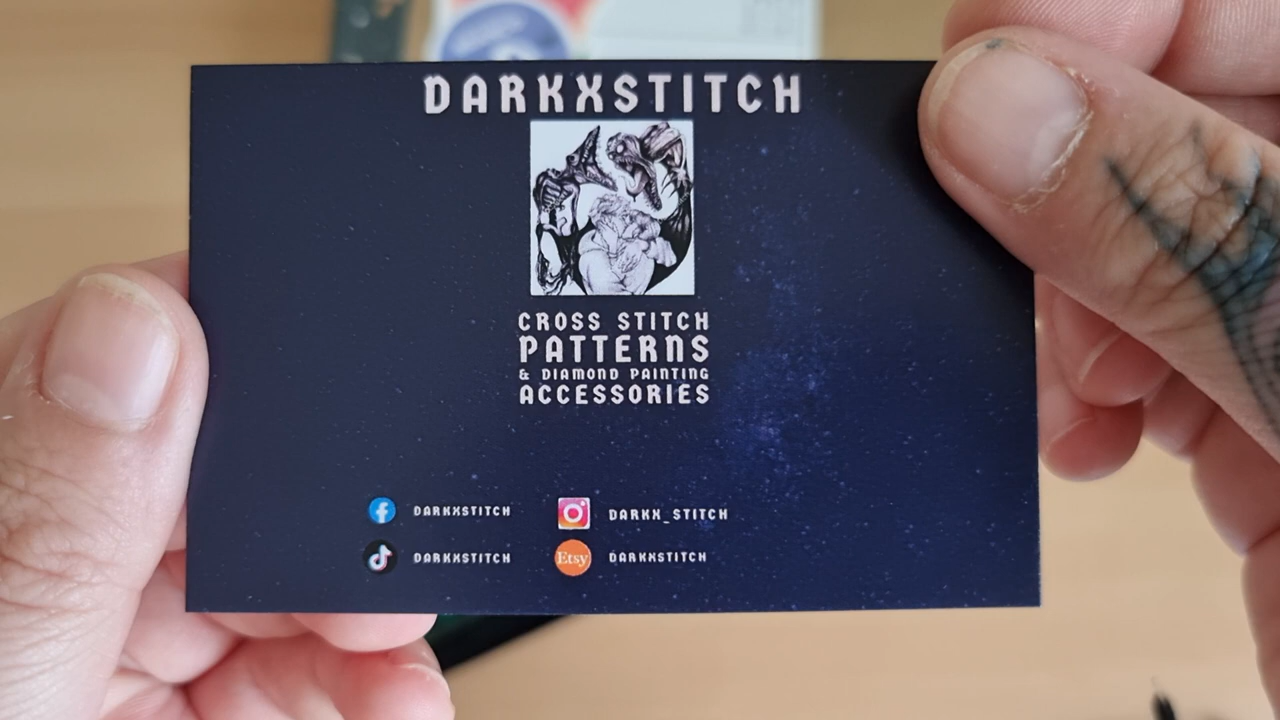 DARKXSTITCH
CROSS STITCH
PATTERNS
& DIAMOND PAINTING
ACCESSORIES
DARKXSTITCH
DARKX_STITCH
DARKXSTITCH
Etsy
DARKXSTITCH